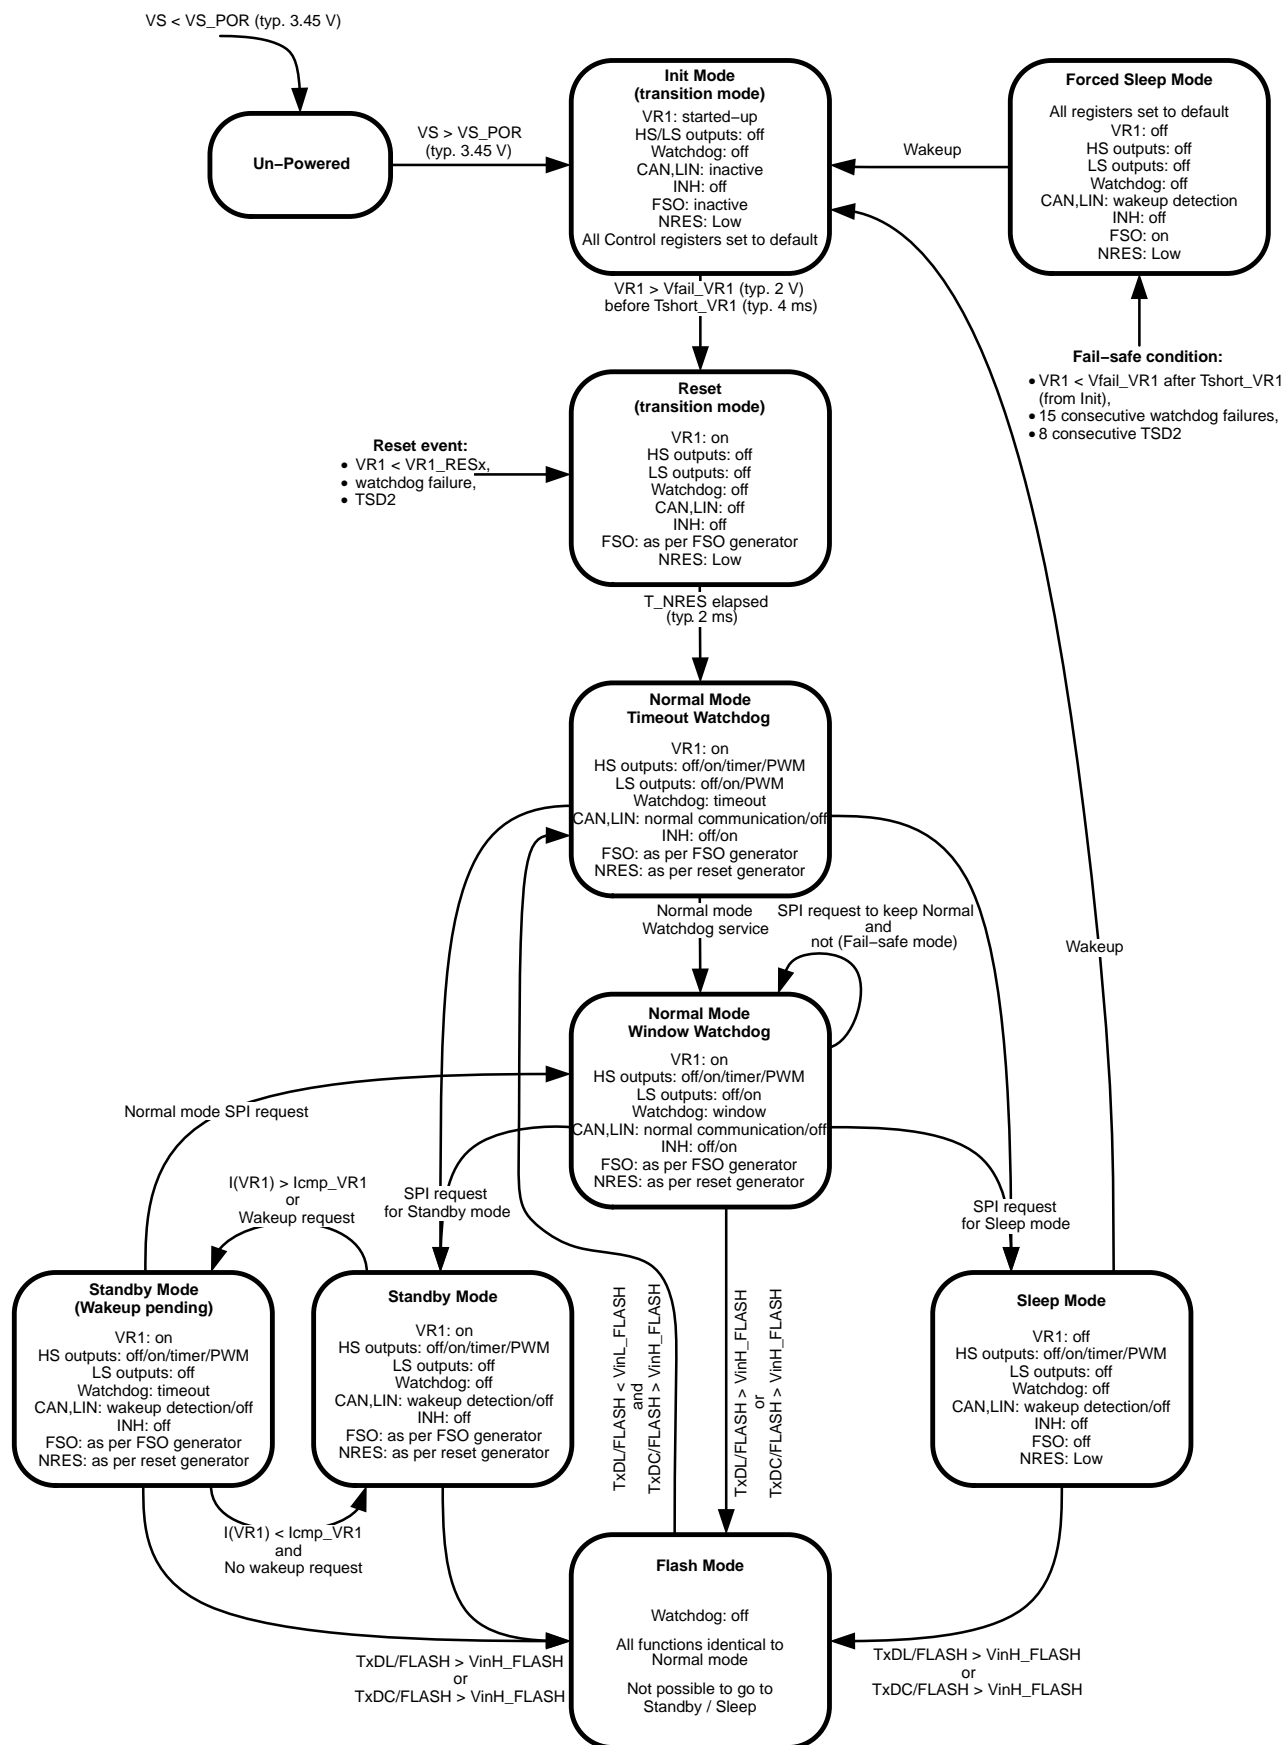 VS < VS_POR (typ. 3.45 V)
Un−Powered
VS > VS_POR
(typ. 3.45 V)
Init Mode
(transition mode)
VR1: started−up
HS/LS outputs: off
Watchdog: off
CAN,LIN: inactive
INH: off
FSO: inactive
NRES: Low
All Control registers set to default
Wakeup
Forced Sleep Mode
All registers set to default
VR1: off
HS outputs: off
LS outputs: off
Watchdog: off
CAN,LIN: wakeup detection
INH: off
FSO: on
NRES: Low
VR1 > Vfail_VR1 (typ. 2 V)
before Tshort_VR1 (typ. 4 ms)
Fail−safe condition:
• VR1 < Vfail_VR1 after Tshort_VR1
(from Init),
• 15 consecutive watchdog failures,
• 8 consecutive TSD2
Reset event:
• VR1 < VR1_RESx,
• watchdog failure,
• TSD2
Reset
(transition mode)
VR1: on
HS outputs: off
LS outputs: off
Watchdog: off
CAN,LIN: off
INH: off
FSO: as per FSO generator
NRES: Low
T_NRES elapsed
(typ. 2 ms)
Normal Mode
Timeout Watchdog
VR1: on
HS outputs: off/on/timer/PWM
LS outputs: off/on/PWM
Watchdog: timeout
CAN,LIN: normal communication/off
INH: off/on
FSO: as per FSO generator
NRES: as per reset generator
Normal mode
Watchdog service
SPI request to keep Normal
and
not (Fail−safe mode)
Wakeup
Normal Mode
Window Watchdog
VR1: on
HS outputs: off/on/timer/PWM
LS outputs: off/on
Watchdog: window
CAN,LIN: normal communication/off
INH: off/on
FSO: as per FSO generator
NRES: as per reset generator
Normal mode SPI request
I(VR1) > Icmp_VR1
or
Wakeup request
SPI request
for Standby mode
SPI request
for Sleep mode
Standby Mode
(Wakeup pending)
VR1: on
HS outputs: off/on/timer/PWM
LS outputs: off
Watchdog: timeout
CAN,LIN: wakeup detection/off
INH: off
FSO: as per FSO generator
NRES: as per reset generator
Standby Mode
VR1: on
HS outputs: off/on/timer/PWM
LS outputs: off
Watchdog: off
CAN,LIN: wakeup detection/off
INH: off
FSO: as per FSO generator
NRES: as per reset generator
TxDL/FLASH < VinL_FLASH
and
TxDC/FLASH > VinH_FLASH
TxDL/FLASH > VinH_FLASH
or
TxDC/FLASH > VinH_FLASH
Sleep Mode
VR1: off
HS outputs: off/on/timer/PWM
LS outputs: off
Watchdog: off
CAN,LIN: wakeup detection/off
INH: off
FSO: off
NRES: Low
I(VR1) < Icmp_VR1
and
No wakeup request
TxDL/FLASH > VinH_FLASH
or
TxDC/FLASH > VinH_FLASH
Flash Mode
Watchdog: off
All functions identical to
Normal mode
Not possible to go to
Standby / Sleep
TxDL/FLASH > VinH_FLASH
or
TxDC/FLASH > VinH_FLASH